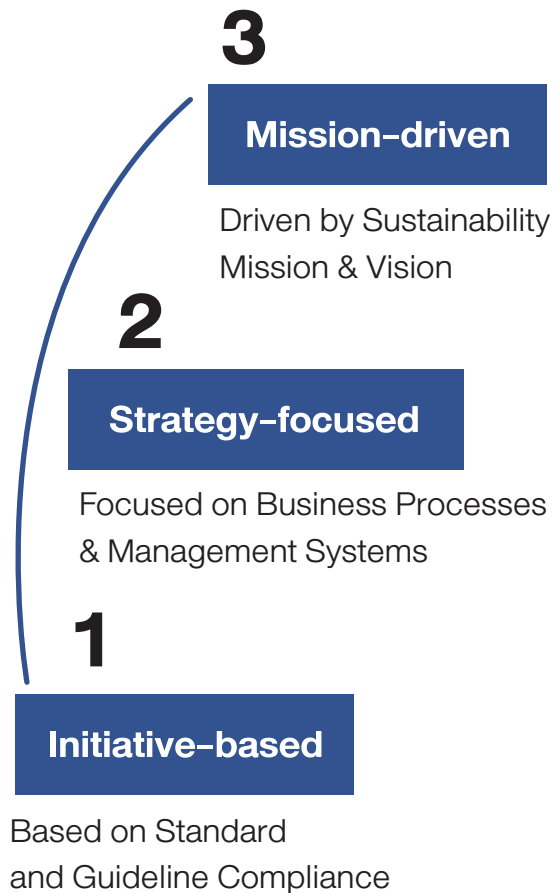 3
Mission-driven
Driven by Sustainability
Mission & Vision
2
Strategy-focused
Focused on Business Processes
& Management Systems
1
Initiative-based
Based on Standard
and Guideline Compliance